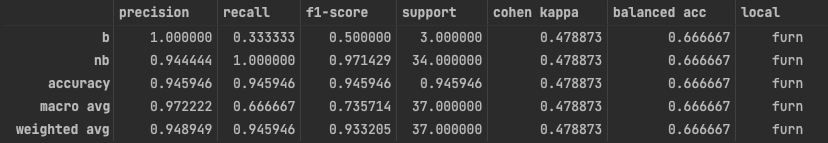 precision recall f1-score support cohen kappa balanced acc local
b 1.000000 0.333333 0.500000 3.000000 0.478873 0.666667 furn
nb 0.944444 1.000000 0.971429 34.000000 0.478873 0.666667 furn
accuracy 0.945946 0.945946 0.945946 0.945946 0.478873 0.666667 furn
macro avg 0.972222 0.666667 0.735714 37.000000 0.478873 0.666667 furn
weighted avg 0.948949 0.945946 0.933205 37.000000 0.478873 0.666667 furn